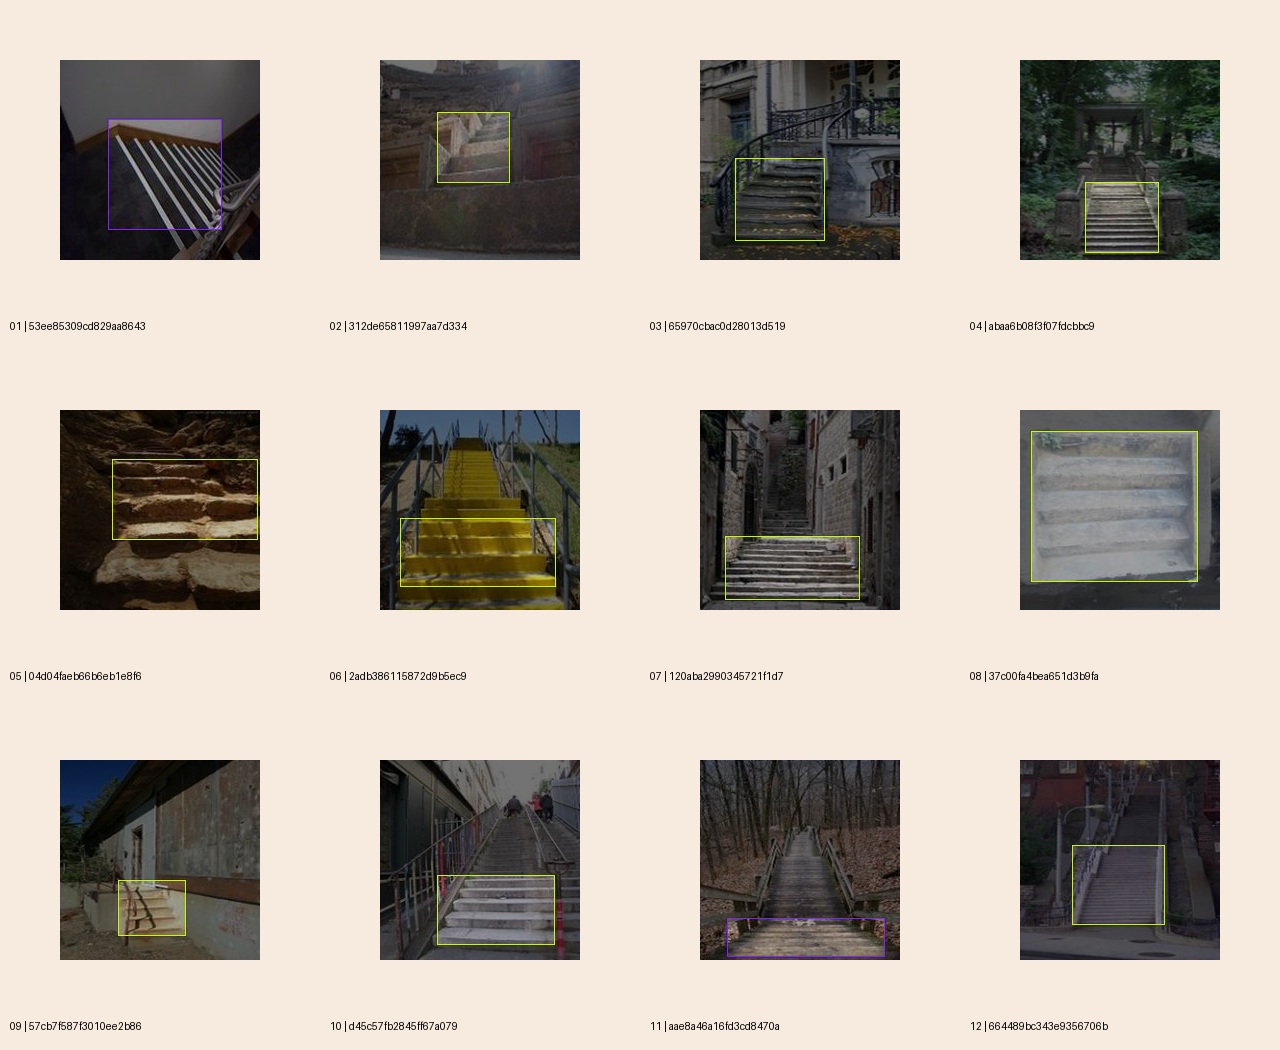 01 | 53ee85309cd829aa8643
02 | 312de65811997aa7d334
03 | 65970cbac0d28013d519
04 | abaa6b08f3f07fdcbbc9
05 | 04d04faeb66b6eb1e8f6
06 | 2adb386115872d9b5ec9
07 | 120aba2990345721f1d7
08 | 37c00fa4bea651d3b9fa
09 | 57cb7f587f3010ee2b86
10 | d45c57fb2845ff67a079
11 | aae8a46a16fd3cd8470a
12 | 664489bc343e9356706b